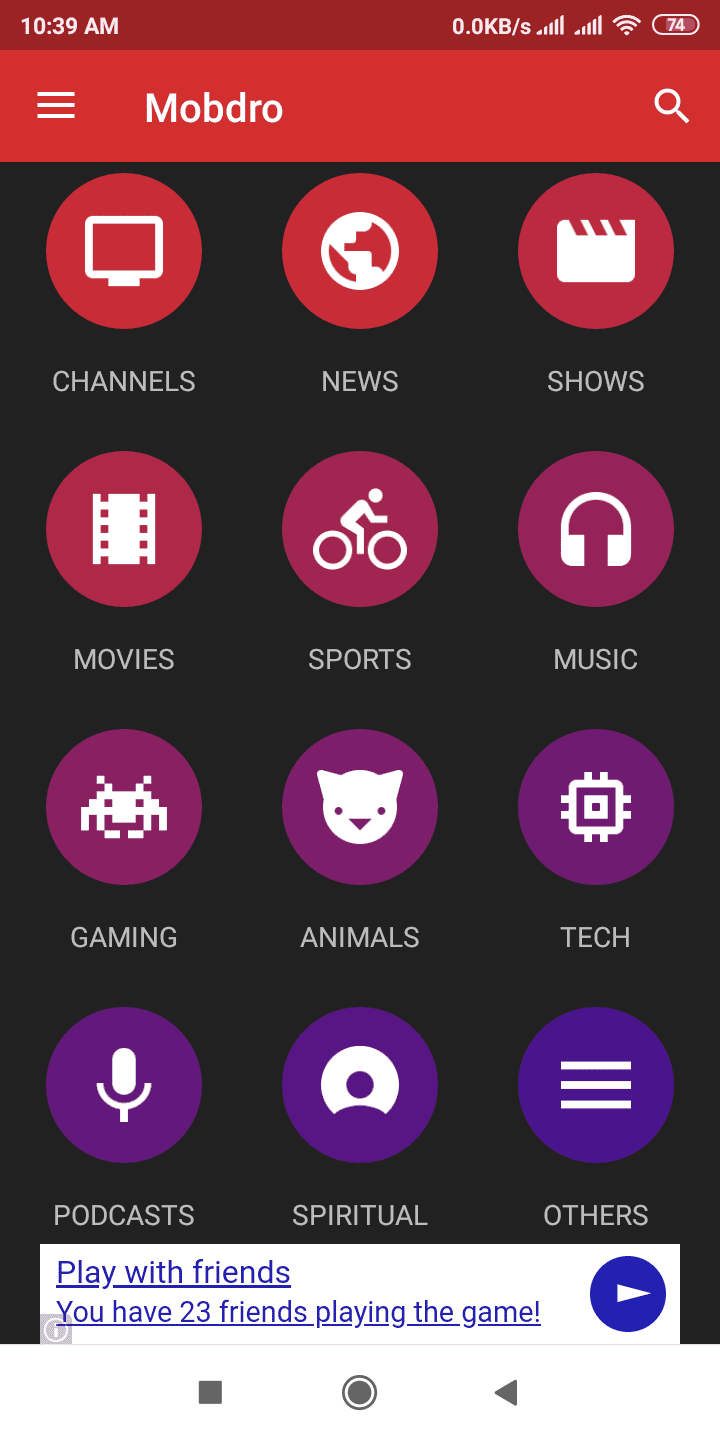 10:39 AM 0.0KB/s 74
Mobdro
CHANNELS NEWS SHOWS
MOVIES SPORTS MUSIC
GAMING ANIMALS TECH
PODCASTS SPIRITUAL OTHERS
Play with friends
You have 23 friends playing the game!